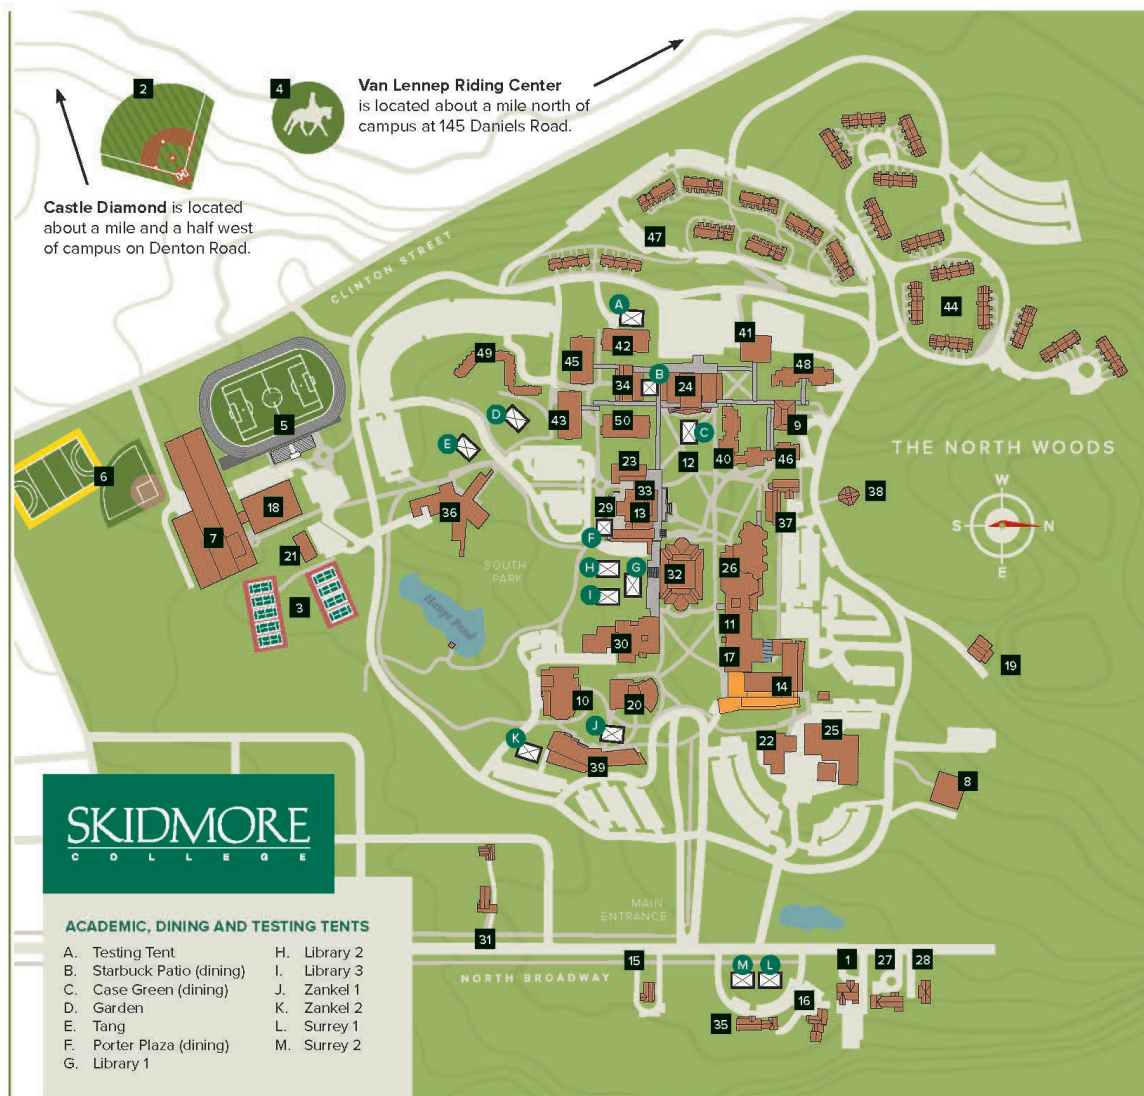 2
4
Van Lennep Riding Center
is located about a mile north of
campus at 145 Daniels Road.
Castle Diamond is located
about a mile and a half west
of campus on Denton Road.
CLINTON STREET
47
44
A
42
41
45
49
B
34
24
48
43
50
D
C
5
E
12
40
9
46
THE NORTH WOODS
W
S
N
E
6
23
33
29
13
38
37
36
18
7
21
F
H
G
I
32
26
SOUTH
PARK
Haupt Pond
3
11
30
17
14
19
10
20
J
K
39
22
25
8
SKIDMORE
COLLEGE
MAIN
ENTRANCE
31
NORTH BROADWAY
15
M
L
1
27
28
16
35
ACADEMIC, DINING AND TESTING TENTS
A. Testing Tent
B. Starbuck Patio (dining)
C. Case Green (dining)
D. Garden
E. Tang
F. Porter Plaza (dining)
G. Library 1
H. Library 2
I. Library 3
J. Zankel 1
K. Zankel 2
L. Surrey 1
M. Surrey 2